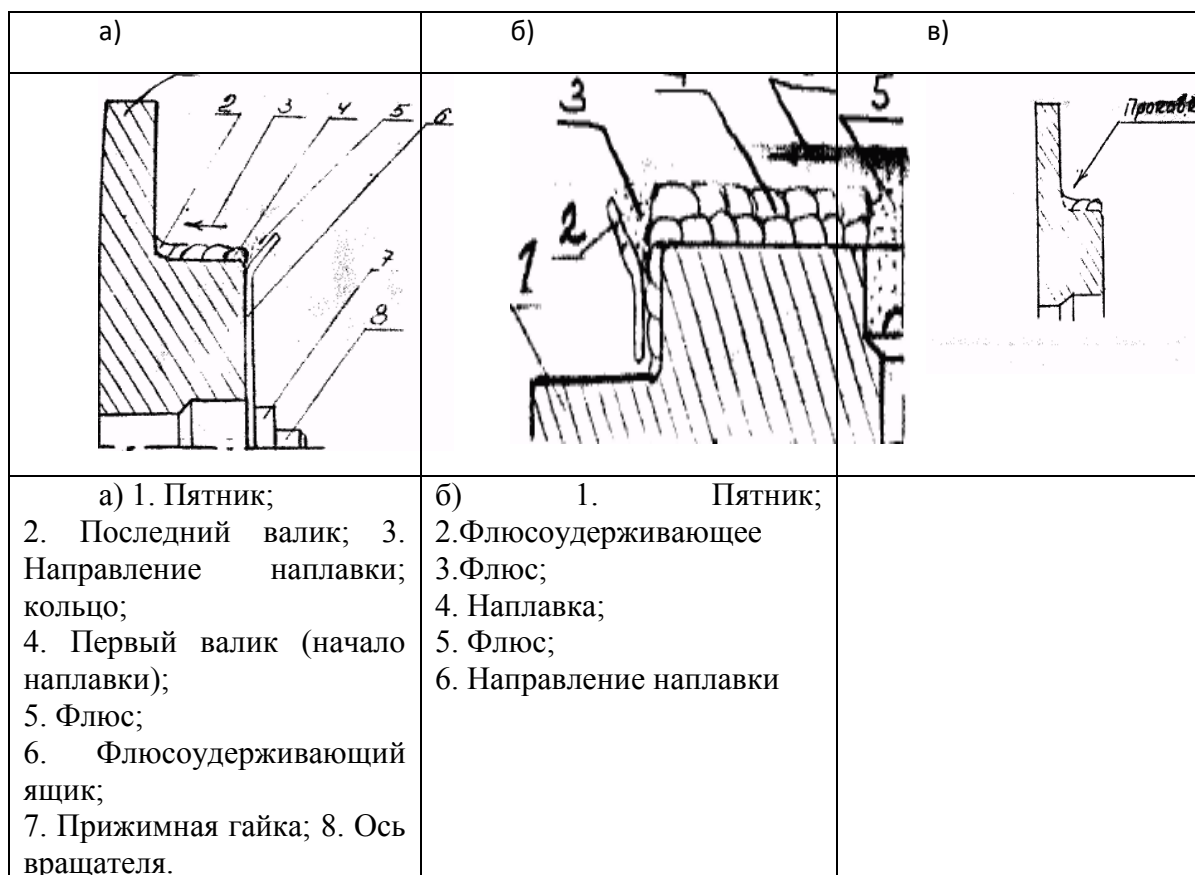 а)
б)
в)
2
3
4
5
6
7
8
3
5
2
1
а) 1. Пятник;
2. Последний валик; 3.
Направление наплавки;
кольцо;
4. Первый валик (начало
наплавки);
5. Флюс;
6. Флюсоудерживающий
ящик;
7. Прижимная гайка; 8. Ось
вращателя.
б) 1. Пятник;
2.Флюсоудерживающее
3.Флюс;
4. Наплавка;
5. Флюс;
6. Направление наплавки